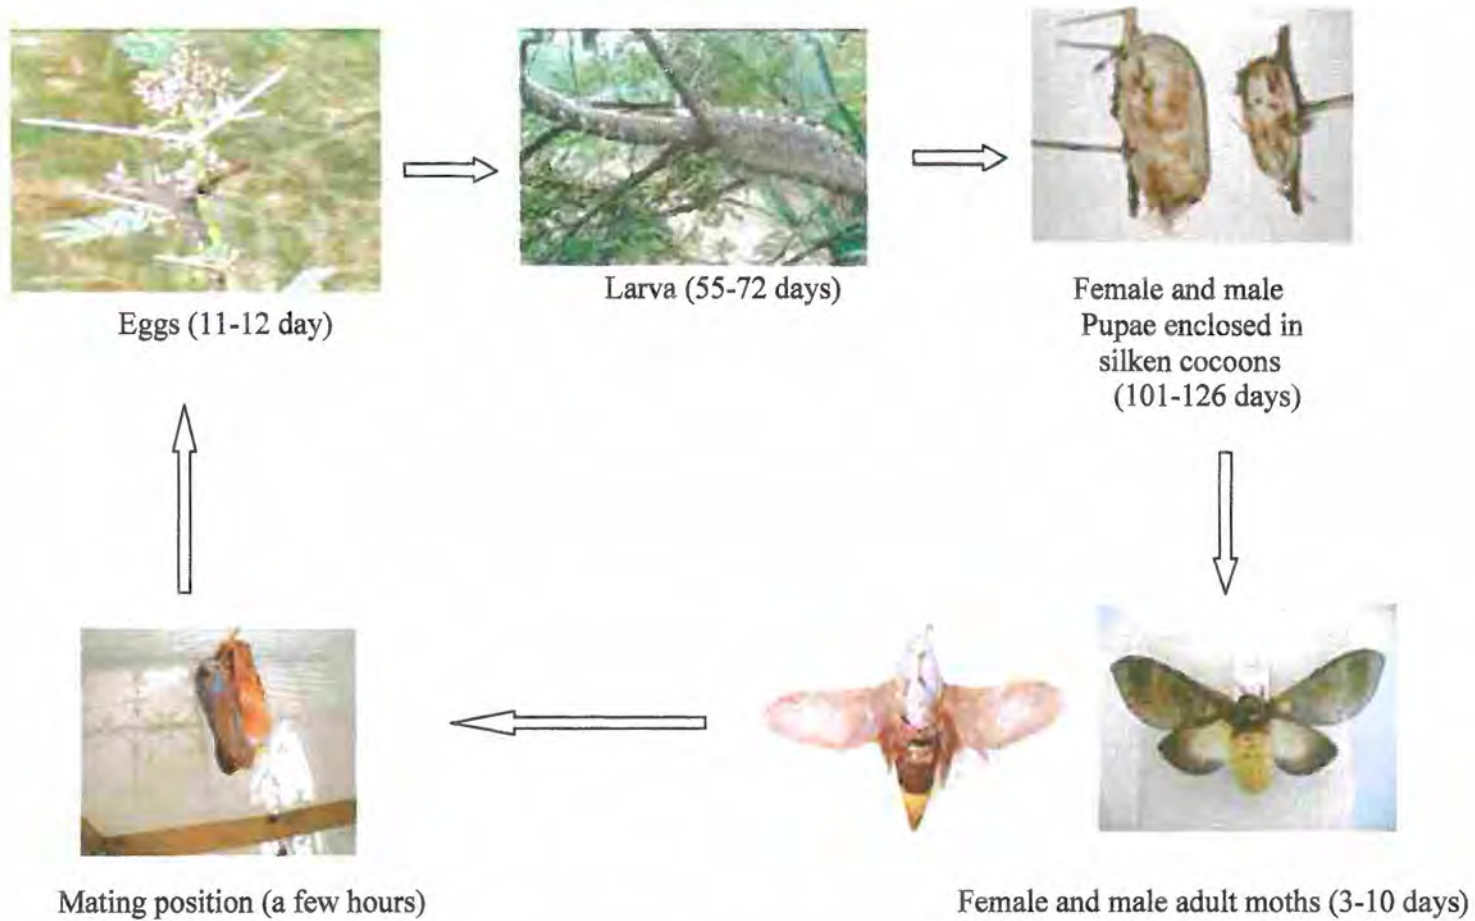 Eggs (11-12 day)
Larva (55-72 days)
Female and male
Pupae enclosed in
silken cocoons
(101-126 days)
Mating position (a few hours)
Female and male adult moths (3-10 days)